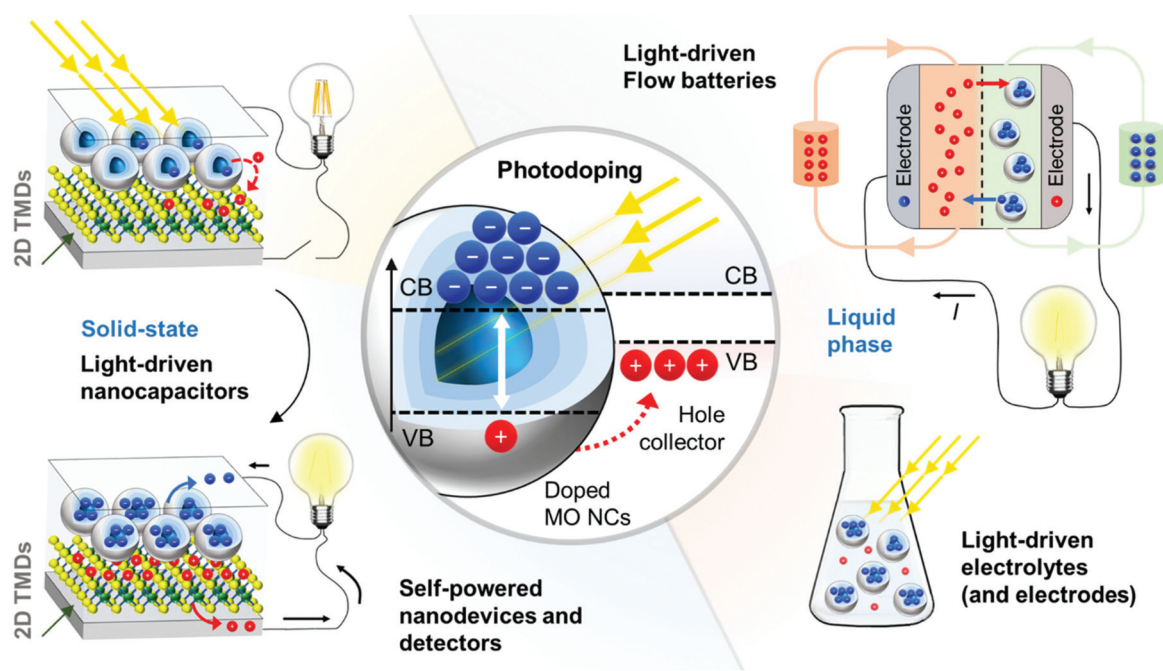 Light-driven
Flow batteries
2D TMDs
Electrode
Electrode
Photodoping
CB
CB
VB
VB
Hole
collector
Doped
MO NCs
I
Solid-state
Light-driven
nanocapacitors
Liquid
phase
2D TMDs
Self-powered
nanodevices and
detectors
Light-driven
electrolytes
(and electrodes)